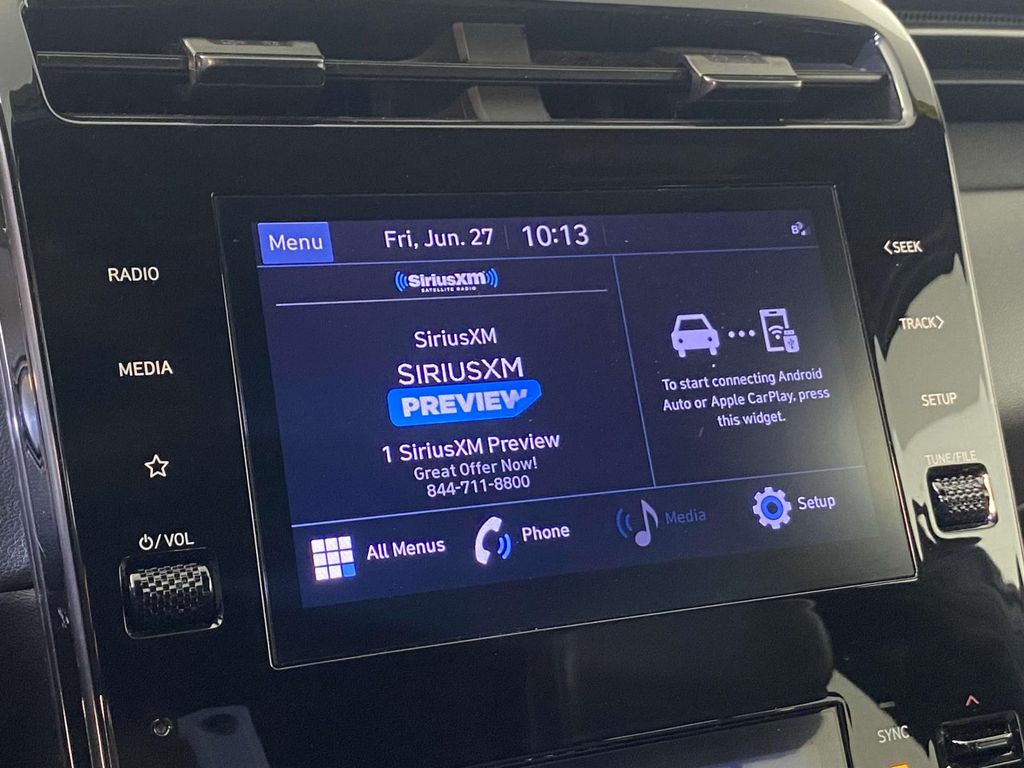 Menu
Fri, Jun. 27
10:13
SiriusXM
SATELLITE RADIO
SiriusXM
SIRIUSXM
PREVIEW
1 SiriusXM Preview
Great Offer Now!
844-711-8800
To start connecting Android
Auto or Apple CarPlay, press
this widget.
All Menus
Phone
Media
Setup
RADIO
MEDIA
/VOL
<SEEK
TRACK>
SETUP
TUNE/FILE
SYNC